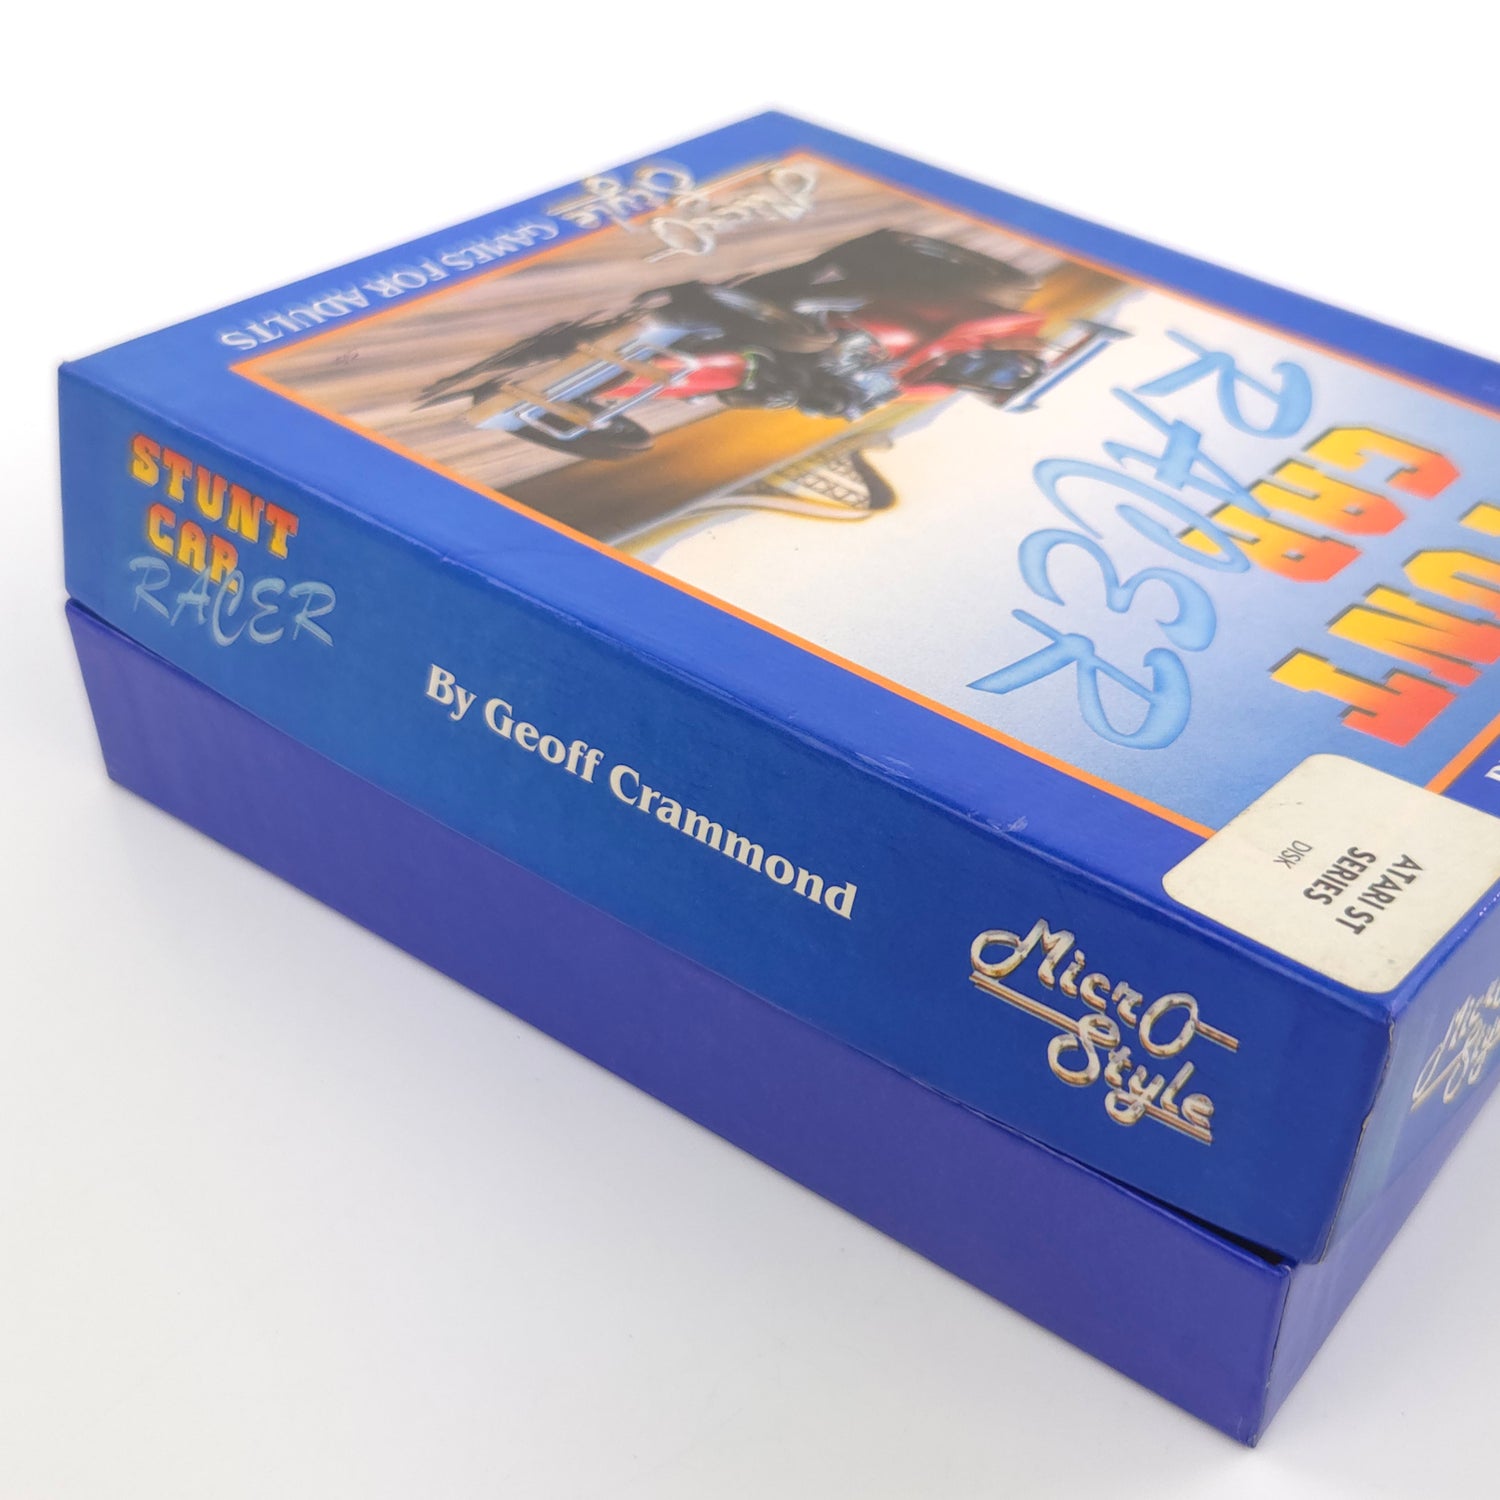 STUNT
CAR
RACER
By Geoff Crammond
MicrO
Style
MicrO
Style GAMES FOR ADULTS
CAR
RACER
ATARI ST
SERIES
DISK
Style